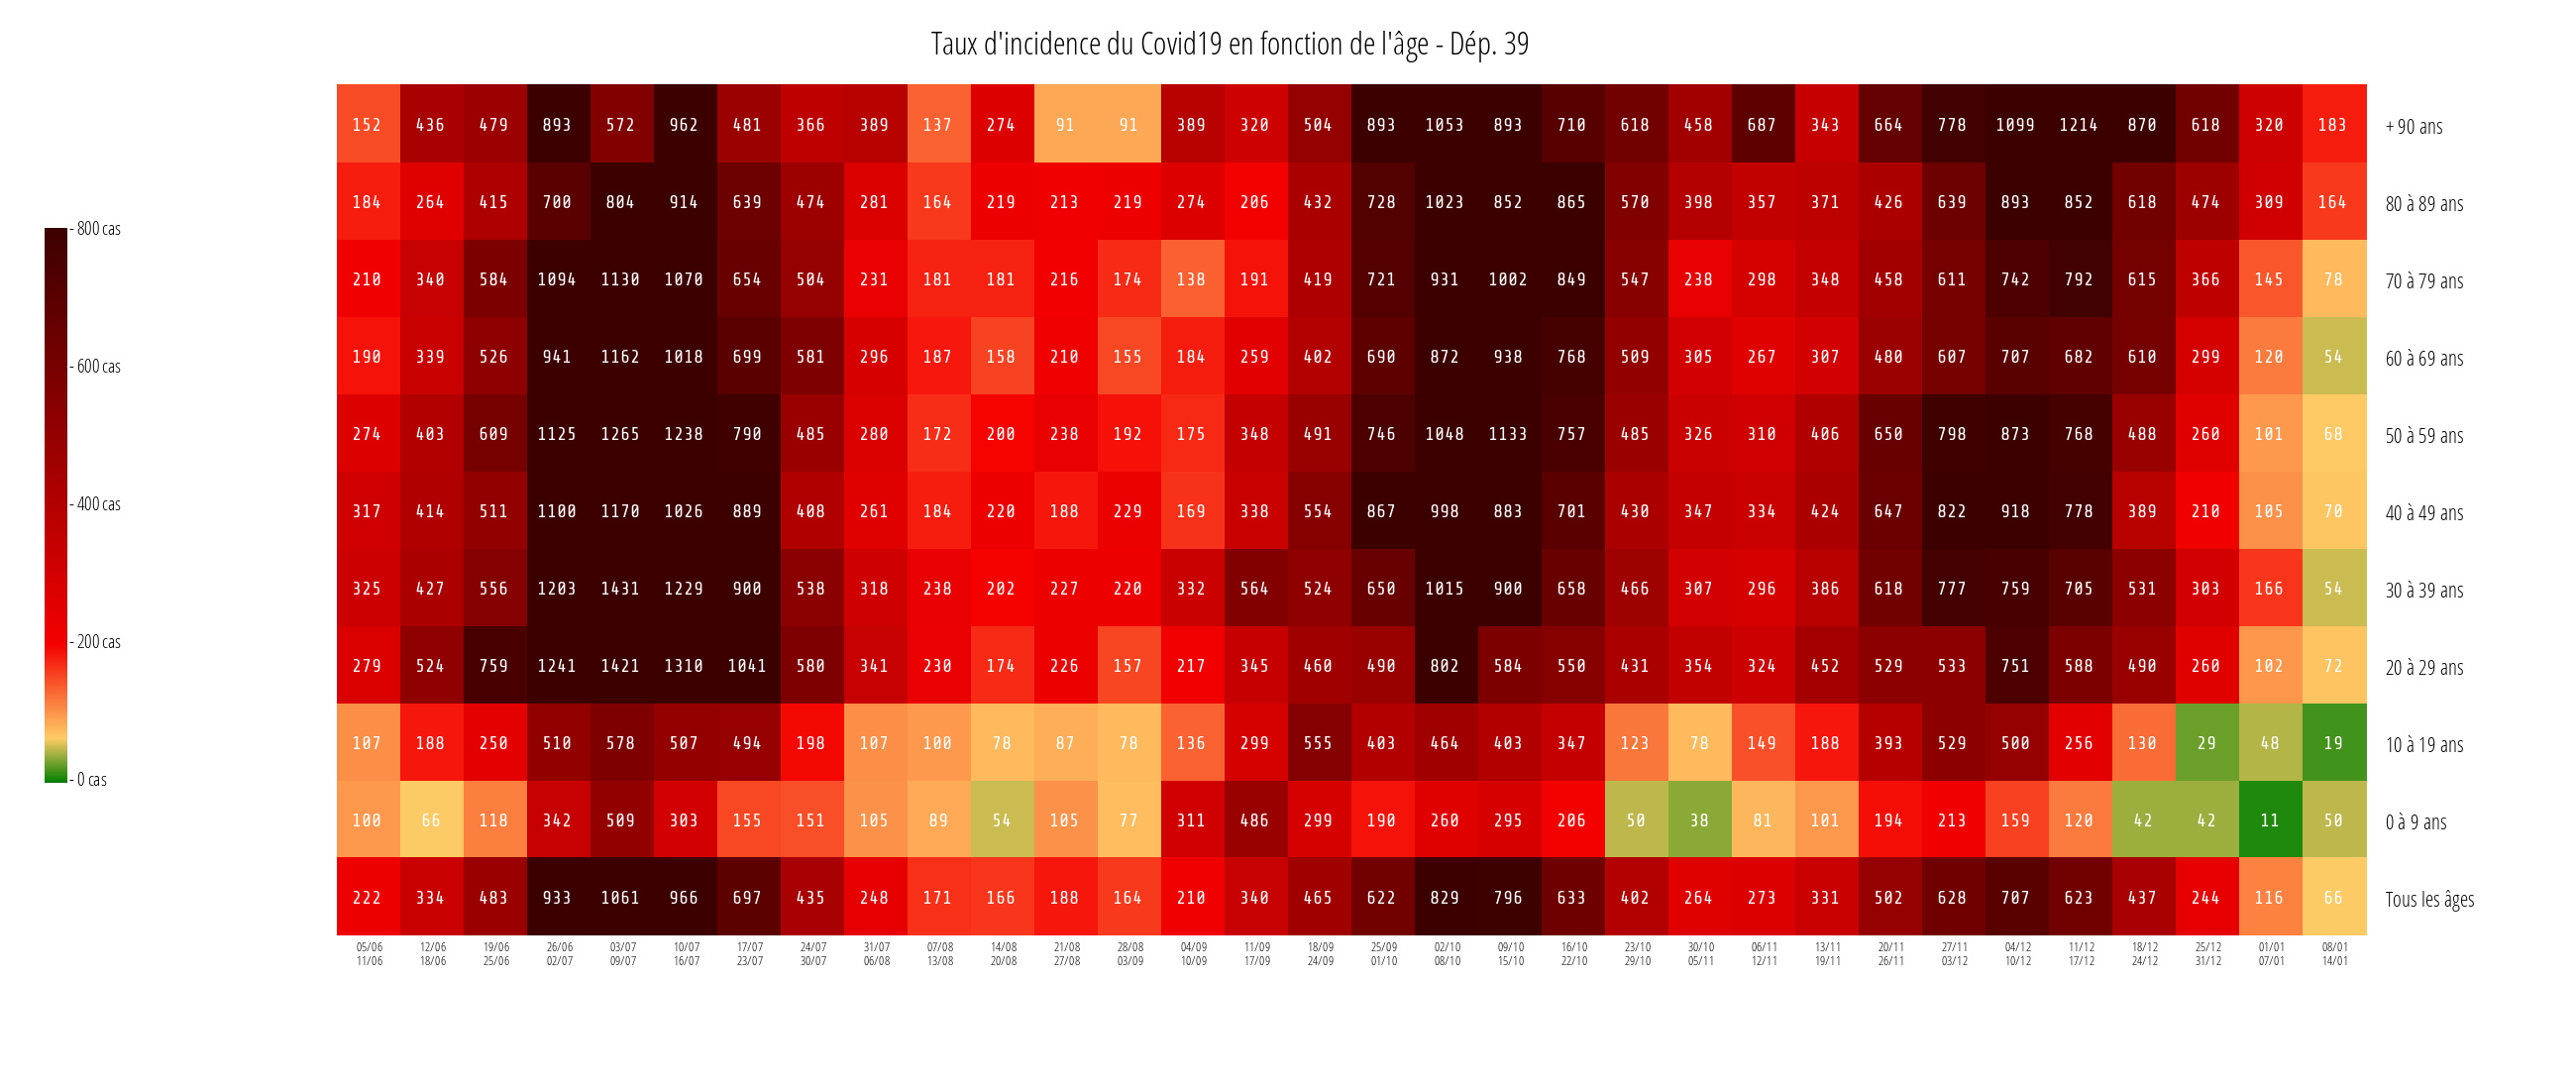 Taux d'incidence du Covid19 en fonction de l'âge - Dép. 39
152 436 479 893 572 962 481 366 389 137 274 91 91 389 320 504 893 1053 893 710 618 458 687 343 664 778 1099 1214 870 618 320 183 + 90 ans
184 264 415 700 804 914 639 474 281 164 219 213 219 274 206 432 728 1023 852 865 570 398 357 371 426 639 893 852 618 474 309 164 80 à 89 ans
- 800 cas
210 340 584 1094 1130 1070 654 504 231 181 181 216 174 138 191 419 721 931 1002 849 547 238 298 348 458 611 742 792 615 366 145 78 70 à 79 ans
190 339 526 941 1162 1018 699 581 296 187 158 210 155 184 259 402 690 872 938 768 509 305 267 307 480 607 707 682 610 299 120 54 60 à 69 ans
- 600 cas
274 403 609 1125 1265 1238 790 485 280 172 200 238 192 175 348 491 746 1048 1133 757 485 326 310 406 650 798 873 768 488 260 101 68 50 à 59 ans
- 400 cas
317 414 511 1100 1170 1026 889 408 261 184 220 188 229 169 338 554 867 998 883 701 430 347 334 424 647 822 918 778 389 210 105 70 40 à 49 ans
325 427 556 1203 1431 1229 900 538 318 238 202 227 220 332 564 524 650 1015 900 658 466 307 296 386 618 777 759 705 531 303 166 54 30 à 39 ans
- 200 cas
279 524 759 1241 1421 1310 1041 580 341 230 174 226 157 217 345 460 490 802 584 550 431 354 324 452 529 533 751 588 490 260 102 72 20 à 29 ans
107 188 250 510 578 507 494 198 107 100 78 87 78 136 299 555 403 464 403 347 123 78 149 188 393 529 500 256 130 29 48 19 10 à 19 ans
- 0 cas
100 66 118 342 509 303 155 151 105 89 54 105 77 311 486 299 190 260 295 206 50 38 81 101 194 213 159 120 42 42 11 50 0 à 9 ans
222 334 483 933 1061 966 697 435 248 171 166 188 164 210 340 465 622 829 796 633 402 264 273 331 502 628 707 623 437 244 116 66 Tous les âges
05/06 12/06 19/06 26/06 03/07 10/07 17/07 24/07 31/07 07/08 14/08 21/08 28/08 04/09 11/09 18/09 25/09 02/10 09/10 16/10 23/10 30/10 06/11 13/11 20/11 27/11 04/12 11/12 18/12 25/12 01/01 08/01
11/06 18/06 25/06 02/07 09/07 16/07 23/07 30/07 06/08 13/08 20/08 27/08 03/09 10/09 17/09 24/09 01/10 08/10 15/10 22/10 29/10 05/11 12/11 19/11 26/11 03/12 10/12 17/12 24/12 31/12 07/01 14/01